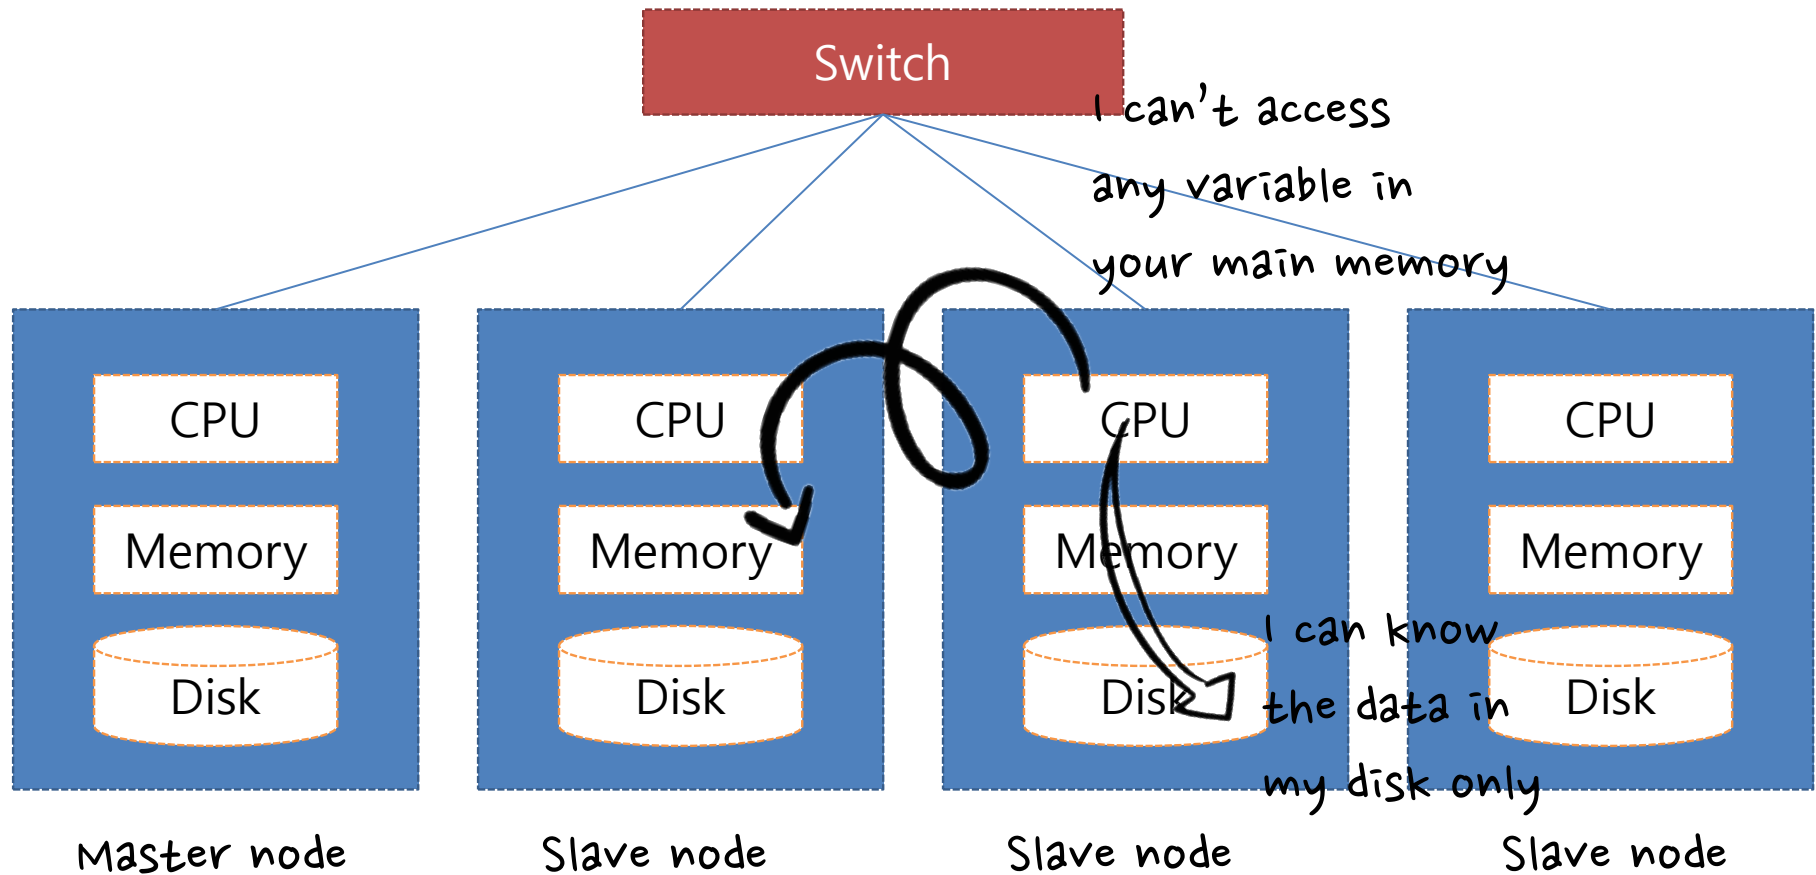 Switch
I can't access
any variable in
your main memory
CPU
CPU
CPU
CPU
Memory
Memory
Memory
Memory
I can know
the data in
my disk only
Disk
Disk
Disk
Disk
Master node
Slave node
Slave node
Slave node